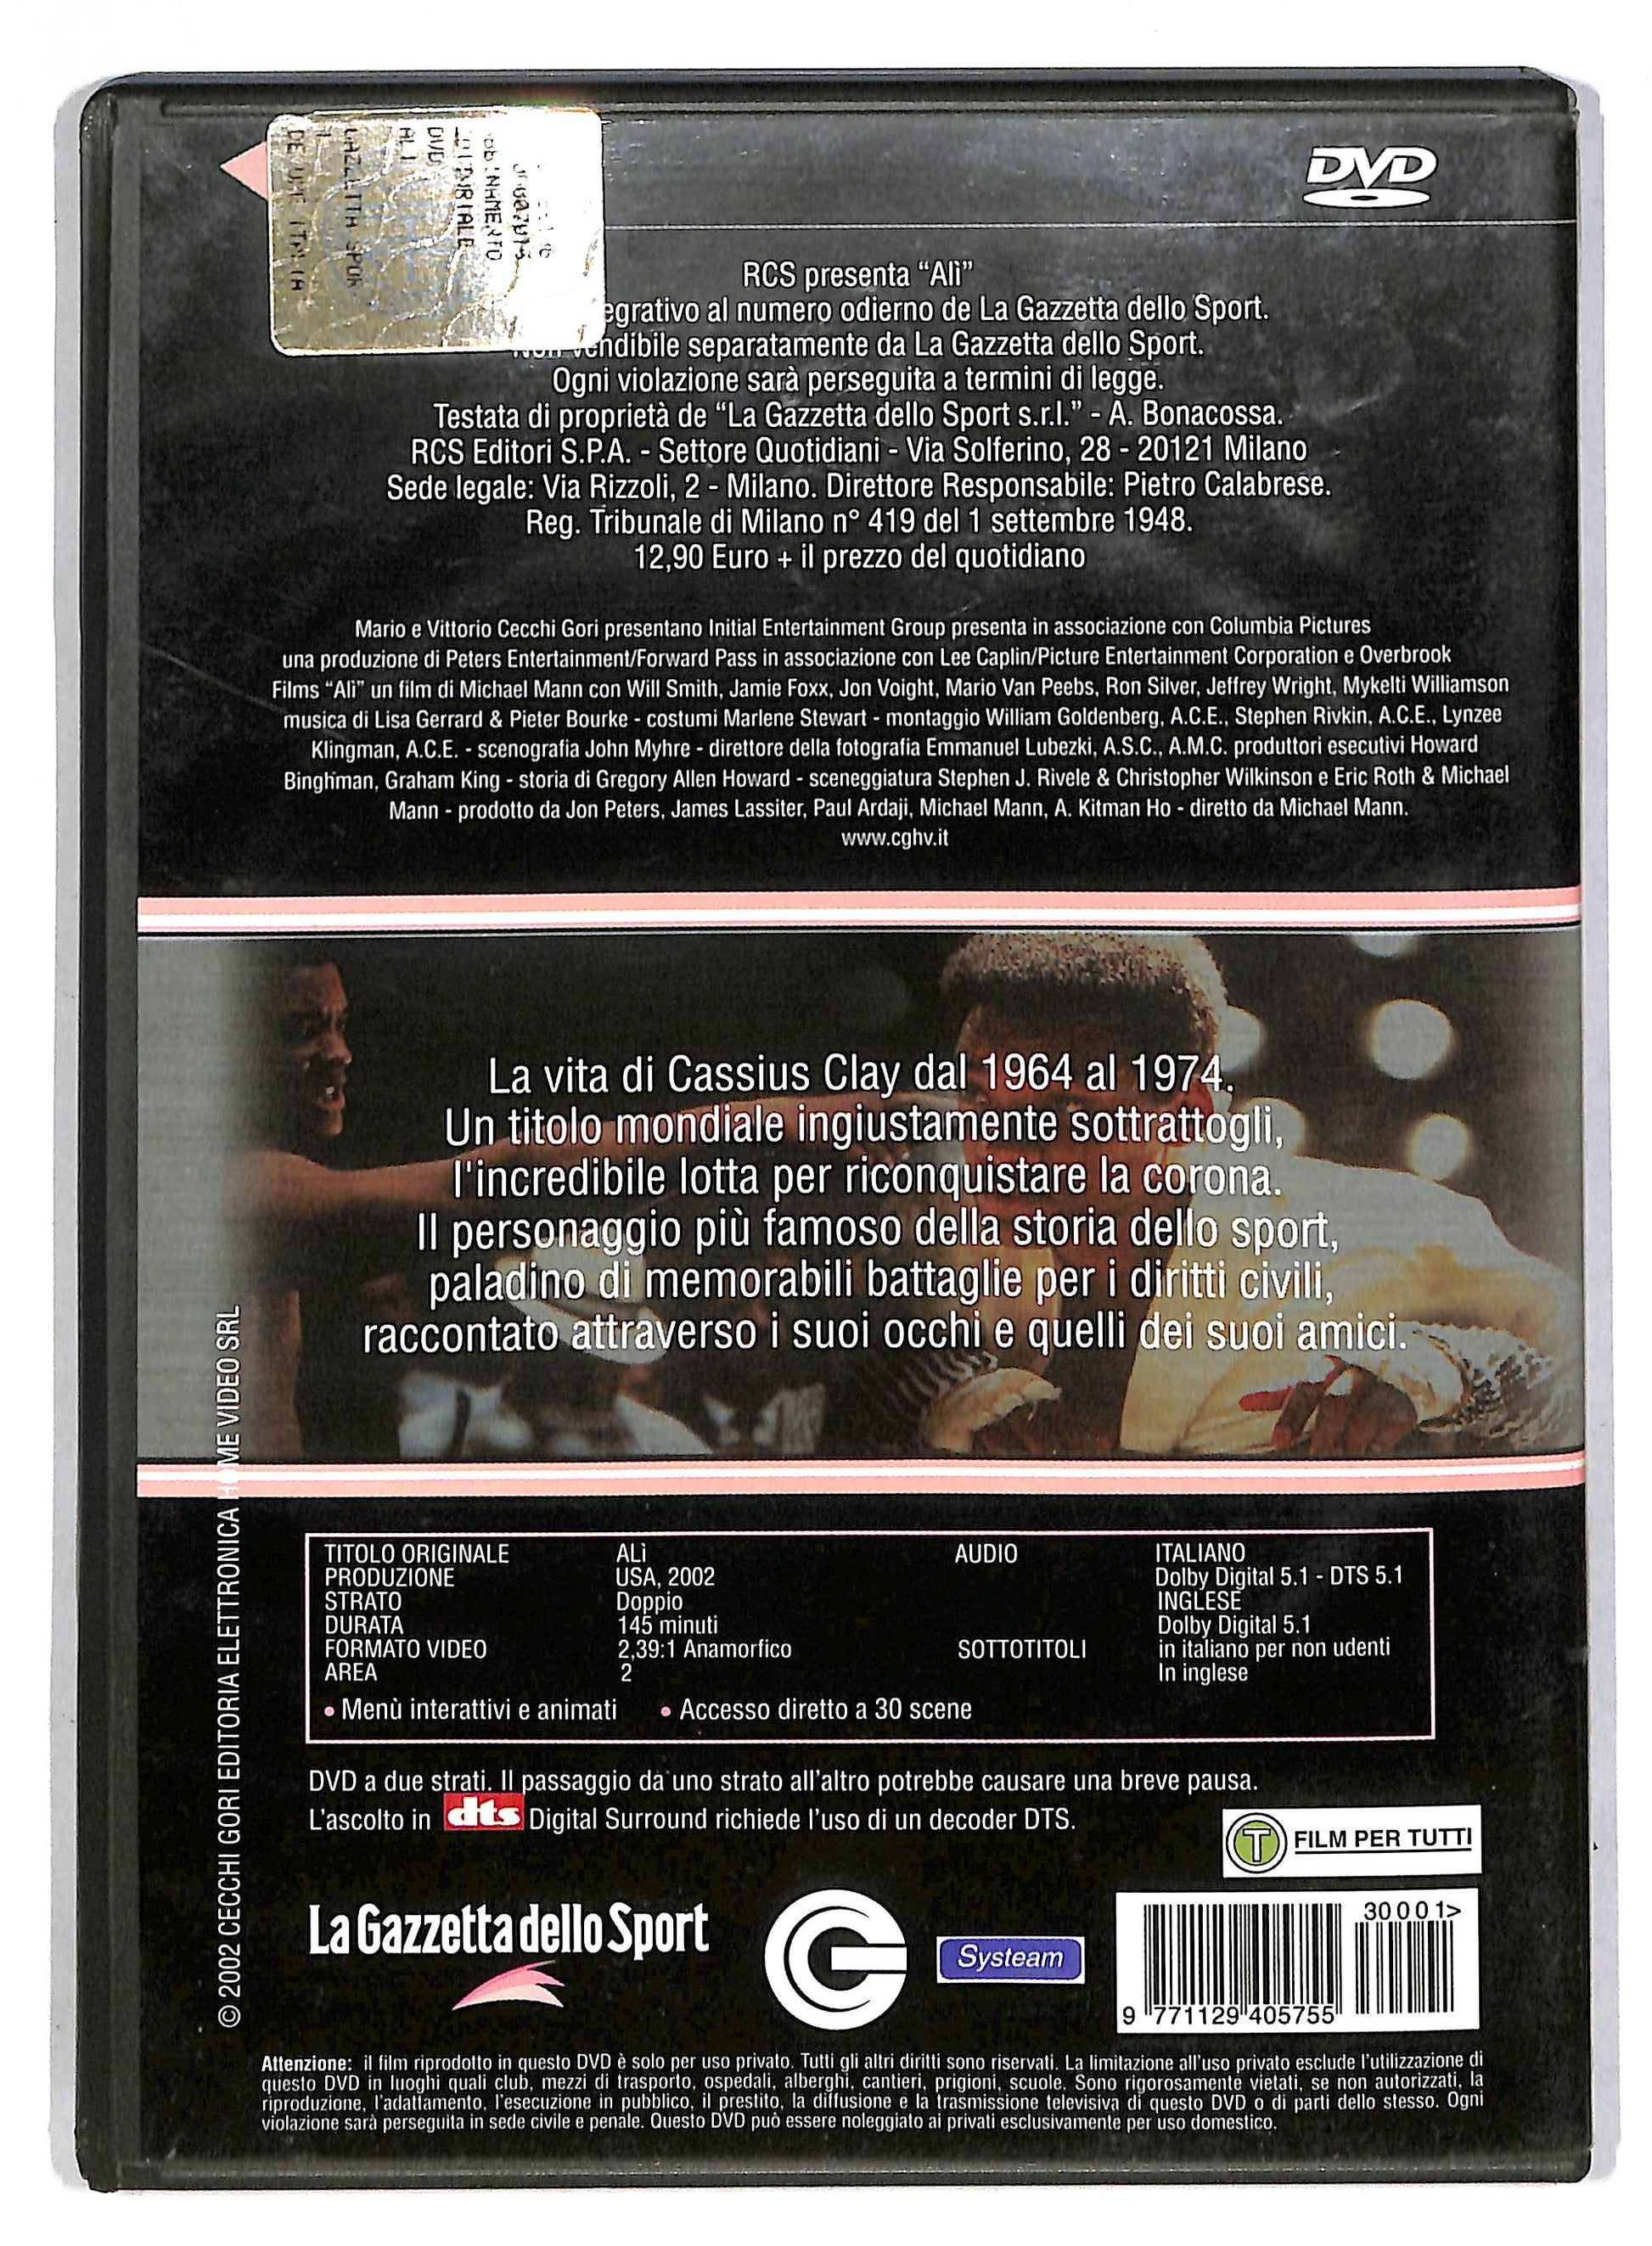 DVD
DVD
EDITORIALE
RCS presenta “Alì”
egrativo al numero odierno de La Gazzetta dello Sport.
Non vendibile separatamente da La Gazzetta dello Sport.
Ogni violazione sarà perseguita a termini di legge.
Testata di proprietà de “La Gazzetta dello Sport s.r.l.” - A. Bonacossa.
RCS Editori S.P.A. - Settore Quotidiani - Via Solferino, 28 - 20121 Milano
Sede legale: Via Rizzoli, 2 - Milano. Direttore Responsabile: Pietro Calabrese.
Reg. Tribunale di Milano n° 419 del 1 settembre 1948.
12,90 Euro + il prezzo del quotidiano
Mario e Vittorio Cecchi Gori presentano Initial Entertainment Group presenta in associazione con Columbia Pictures
una produzione di Peters Entertainment/Forward Pass in associazione con Lee Caplin/Picture Entertainment Corporation e Overbrook
Films “Alì” un film di Michael Mann con Will Smith, Jamie Foxx, Jon Voight, Mario Van Peebs, Ron Silver, Jeffrey Wright, Mykelti Williamson
musica di Lisa Gerrard & Pieter Bourke - costumi Marlene Stewart - montaggio William Goldenberg, A.C.E., Stephen Rivkin, A.C.E., Lynzee
Klingman, A.C.E. - scenografia John Myhre - direttore della fotografia Emmanuel Lubezki, A.S.C., A.M.C. produttori esecutivi Howard
Binghman, Graham King - storia di Gregory Allen Howard - sceneggiatura Stephen J. Rivele & Christopher Wilkinson e Eric Roth & Michael
Mann - prodotto da Jon Peters, James Lassiter, Paul Ardaji, Michael Mann, A. Kitman Ho - diretto da Michael Mann.
www.cghv.it
La vita di Cassius Clay dal 1964 al 1974.
Un titolo mondiale ingiustamente sottrattogli,
l'incredibile lotta per riconquistare la corona.
Il personaggio più famoso della storia dello sport,
paladino di memorabili battaglie per i diritti civili,
raccontato attraverso i suoi occhi e quelli dei suoi amici.
© 2002 CECCHI GORI EDITORIA ELETTRONICA HOME VIDEO SRL
TITOLO ORIGINALE ALì AUDIO ITALIANO
PRODUZIONE USA, 2002 Dolby Digital 5.1 - DTS 5.1
STRATO Doppio INGLESE
DURATA 145 minuti Dolby Digital 5.1
FORMATO VIDEO 2,39:1 Anamorfico SOTTOTITOLI in italiano per non udenti
AREA 2 In inglese
• Menù interattivi e animati • Accesso diretto a 30 scene
DVD a due strati. Il passaggio da uno strato all’altro potrebbe causare una breve pausa.
L’ascolto in dts Digital Surround richiede l’uso di un decoder DTS.
T FILM PER TUTTI
La Gazzetta dello Sport
Systeam
30001>
9 771129 405755
Attenzione: il film riprodotto in questo DVD è solo per uso privato. Tutti gli altri diritti sono riservati. La limitazione all’uso privato esclude l’utilizzazione di
questo DVD in luoghi quali club, mezzi di trasporto, ospedali, alberghi, cantieri, prigioni, scuole. Sono rigorosamente vietati, se non autorizzati, la
riproduzione, l’adattamento, l’esecuzione in pubblico, il prestito, la diffusione e la trasmissione televisiva di questo DVD o di parti dello stesso. Ogni
violazione sarà perseguita in sede civile e penale. Questo DVD può essere noleggiato ai privati esclusivamente per uso domestico.